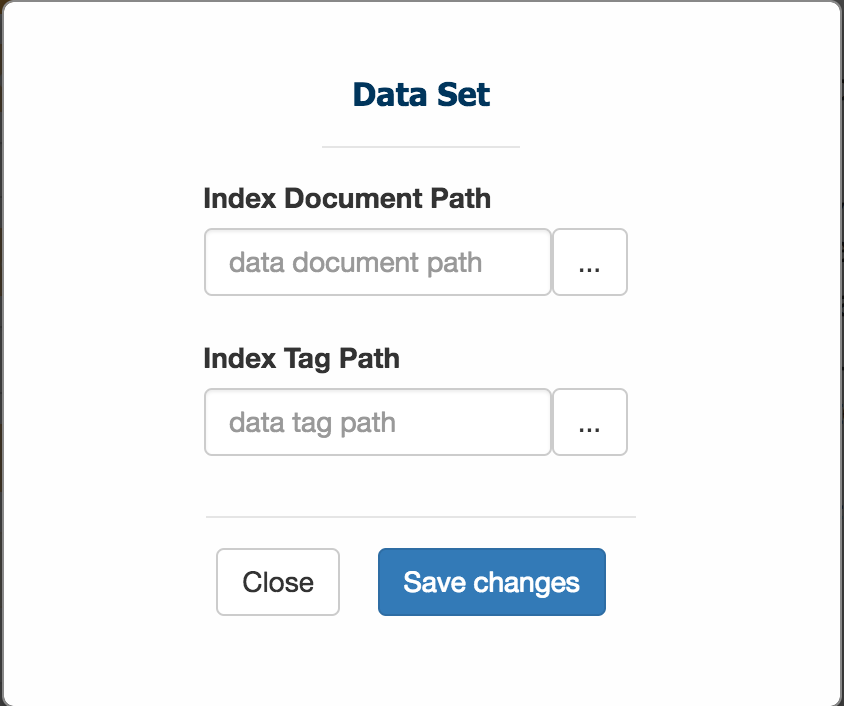 Data Set
Index Document Path
data document path ...
Index Tag Path
data tag path ...
Close Save changes